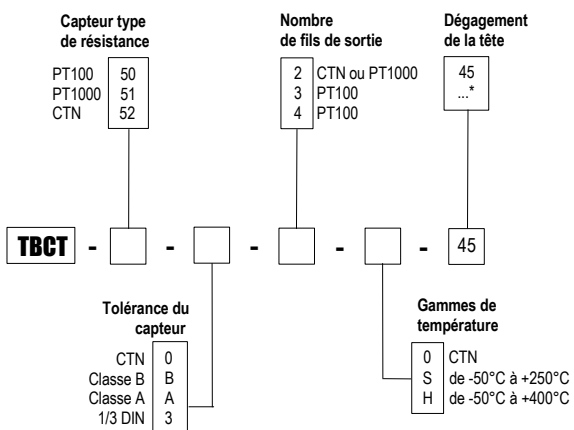 Capteur type
de résistance
PT100 50
PT1000 51
CTN 52
Nombre
de fils de sortie
2 CTN ou PT1000
3 PT100
4 PT100
Dégagement
de la tête
45
...*
TBCT - - - - - 45
Tolérance du
capteur
CTN 0
Classe B B
Classe A A
1/3 DIN 3
Gammes de
température
0 CTN
S de -50°C à +250°C
H de -50°C à +400°C